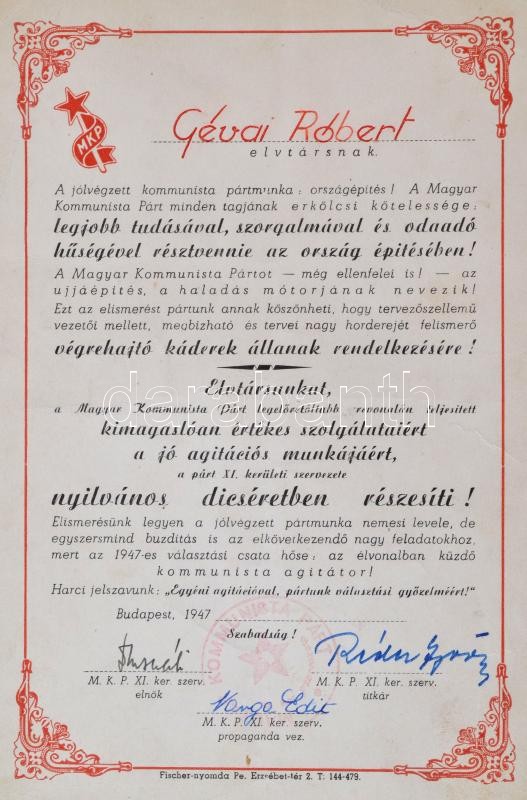 MKP
Gévai Róbert
elvtársnak.
A jólvégzett kommunista pártmunka: országépítés! A Magyar
Kommunista Párt minden tagjának erkölcsi kötelessége:
legjobb tudásával, szorgalmával és odaadó
hűségével résztvennie az ország építésében!
A Magyar Kommunista Pártot — még ellenfelei is! — az
ujjáépítés, a haladás mótorjának nevezik!
Ezt az elismerést pártunk annak köszönheti, hogy tervezőszellemű
vezetői mellett, megbízható és tervei nagy horderejét felismerő
végrehajtó káderek állanak rendelkezésére!
Elvtársunkat,
darabanth
a Magyar Kommunista Párt legelőretoltabb vonalán teljesített
kimagaslóan értékes szolgálataiért
a jó agitációs munkájáért,
a párt XI. kerületi szervezete
nyilvános dicséretben részesíti!
Elismerésünk legyen a jólvégzett pártmunka nemesi levele, de
egyszersmind buzdítás is az elkövetkezendő nagy feladatokhoz,
mert az 1947-es választási csata hőse: az élvonalban küzdő
kommunista agitátor!
Harci jelszavunk: „Egyéni agitációval, pártunk választási győzelméért!"
Budapest, 1947
KOMMUNISTA PÁRT
Szabadság!
M. K. P. XI. ker. szerv.
elnök
M. K. P. XI. ker. szerv.
titkár
Varga Edit
M. K. P. XI. ker. szerv.
propaganda vez.
Fischer-nyomda Pe. Erzsébet-tér 2. T: 144-479.